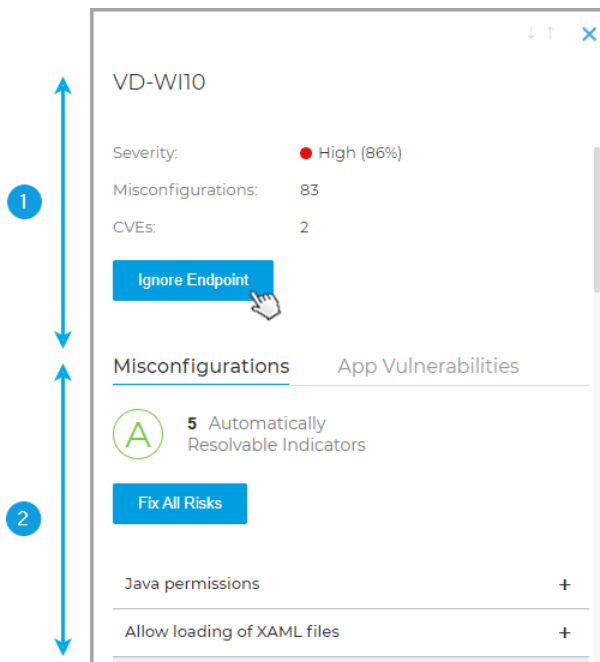 VD-WI10
Severity: High (86%)
Misconfigurations: 83
CVEs: 2
Ignore Endpoint
1
Misconfigurations App Vulnerabilities
A
5 Automatically
Resolvable Indicators
Fix All Risks
2
Java permissions +
Allow loading of XAML files +